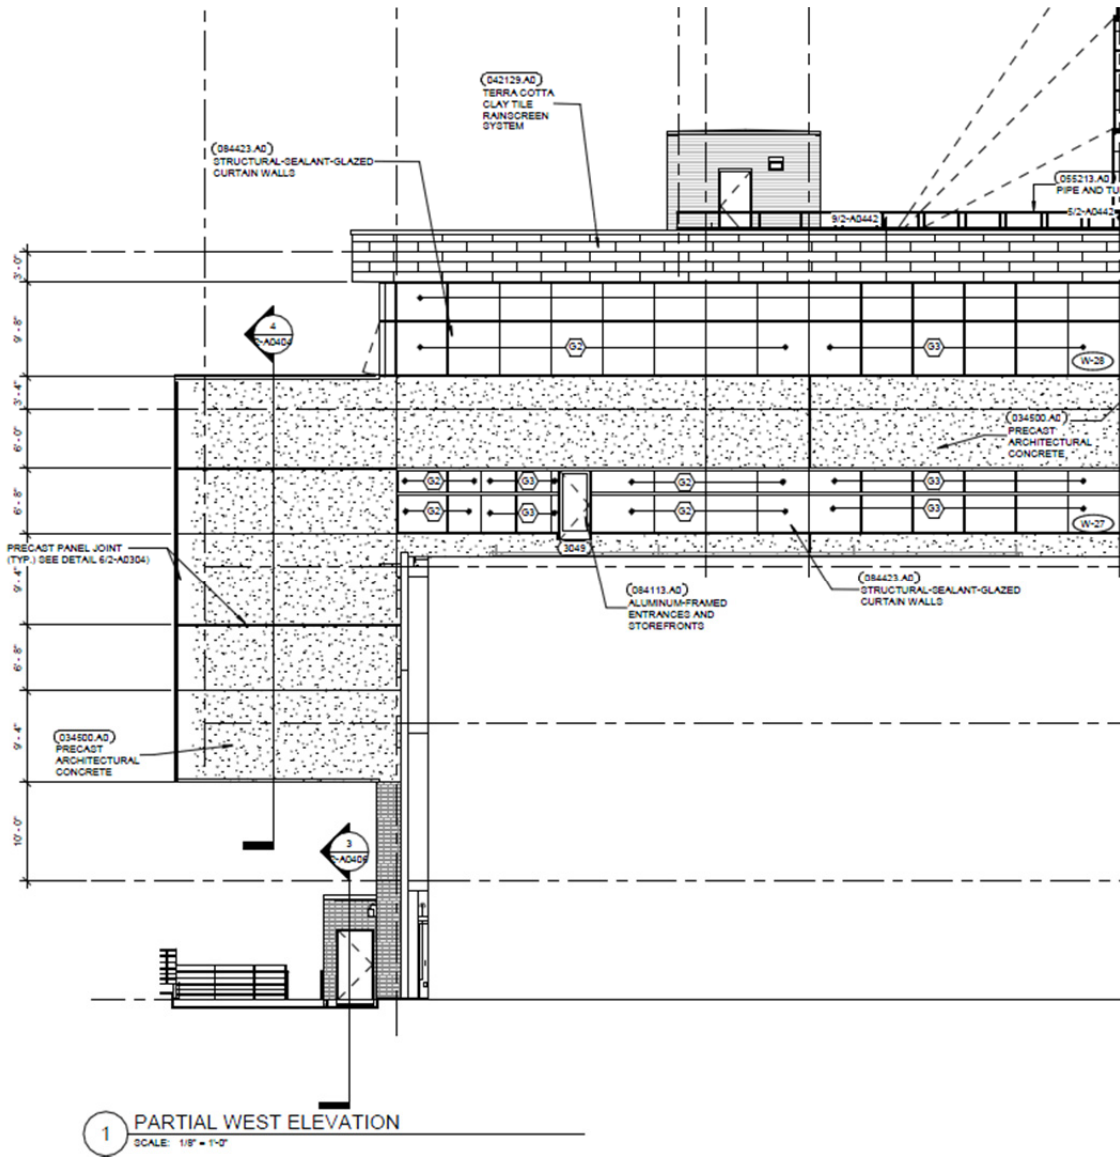 (042129.A0)
TERRA COTTA
CLAY TILE
RAINSCREEN
SYSTEM
(084423.A0)
STRUCTURAL-SEALANT-GLAZED
CURTAIN WALLS
(055213.A0)
PIPE AND TU
9/2-A0442
5/2-A0442
3'-0"
9'-8"
4
2-A0404
G2
G3
W-28
3'-4"
(034500.A0)
PRECAST
ARCHITECTURAL
CONCRETE
6'-0"
G2
G3
G2
G3
6'-8"
G2
G3
G2
G3
W-27
3049
PRECAST PANEL JOINT
(TYP.) SEE DETAIL 6/2-A0304)
9'-4"
(084113.A0)
ALUMINUM-FRAMED
ENTRANCES AND
STOREFRONTS
(084423.A0)
STRUCTURAL-SEALANT-GLAZED
CURTAIN WALLS
6'-8"
9'-4"
(034500.A0)
PRECAST
ARCHITECTURAL
CONCRETE
10'-0"
3
2-A0406
1
PARTIAL WEST ELEVATION
SCALE: 1/8" = 1'-0"